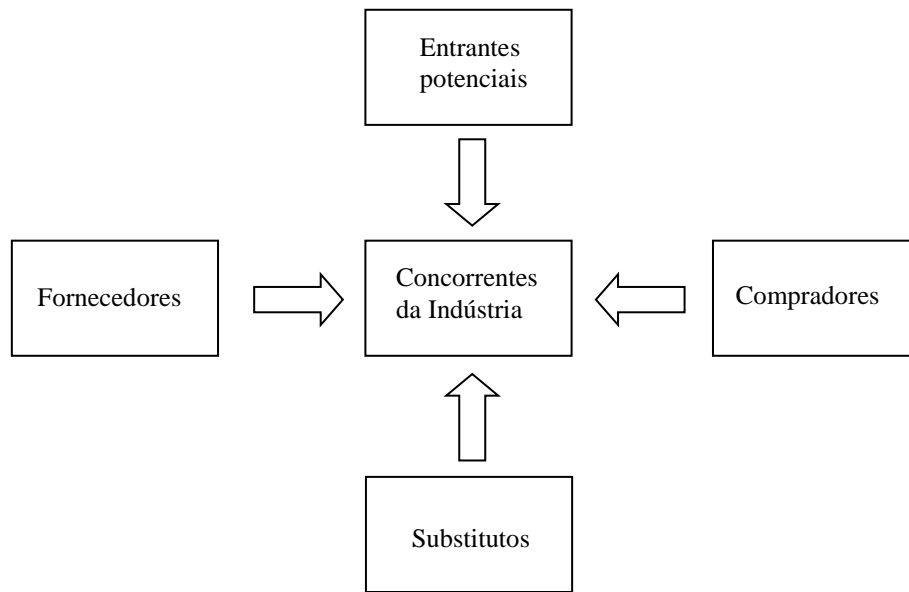 Entrantes
potenciais
Fornecedores
Concorrentes
da Indústria
Compradores
Substitutos